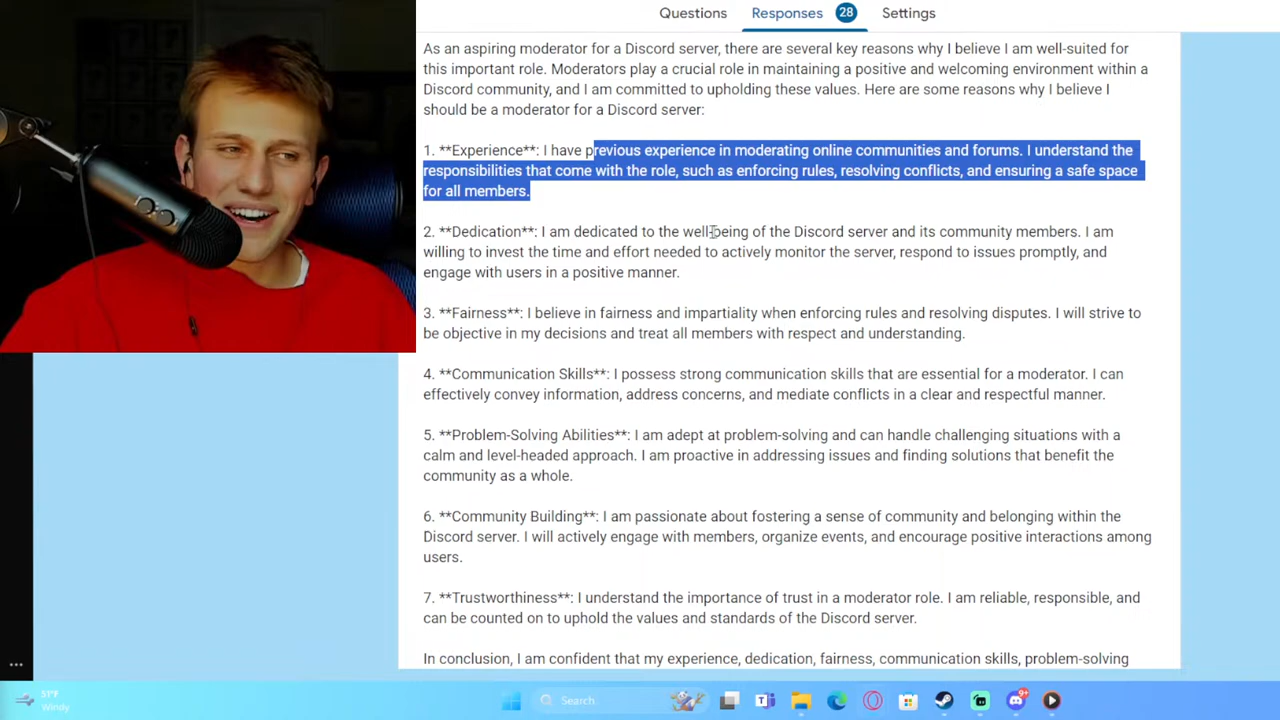 Questions
Responses
28
Settings
As an aspiring moderator for a Discord server, there are several key reasons why I believe I am well-suited for
this important role. Moderators play a crucial role in maintaining a positive and welcoming environment within a
Discord community, and I am committed to upholding these values. Here are some reasons why I believe I
should be a moderator for a Discord server:
1. **Experience**: I have previous experience in moderating online communities and forums. I understand the
responsibilities that come with the role, such as enforcing rules, resolving conflicts, and ensuring a safe space
for all members.
2. **Dedication**: I am dedicated to the well-being of the Discord server and its community members. I am
willing to invest the time and effort needed to actively monitor the server, respond to issues promptly, and
engage with users in a positive manner.
3. **Fairness**: I believe in fairness and impartiality when enforcing rules and resolving disputes. I will strive to
be objective in my decisions and treat all members with respect and understanding.
4. **Communication Skills**: I possess strong communication skills that are essential for a moderator. I can
effectively convey information, address concerns, and mediate conflicts in a clear and respectful manner.
5. **Problem-Solving Abilities**: I am adept at problem-solving and can handle challenging situations with a
calm and level-headed approach. I am proactive in addressing issues and finding solutions that benefit the
community as a whole.
6. **Community Building**: I am passionate about fostering a sense of community and belonging within the
Discord server. I will actively engage with members, organize events, and encourage positive interactions among
users.
7. **Trustworthiness**: I understand the importance of trust in a moderator role. I am reliable, responsible, and
can be counted on to uphold the values and standards of the Discord server.
In conclusion, I am confident that my experience, dedication, fairness, communication skills, problem-solving
51°F
Windy
Search